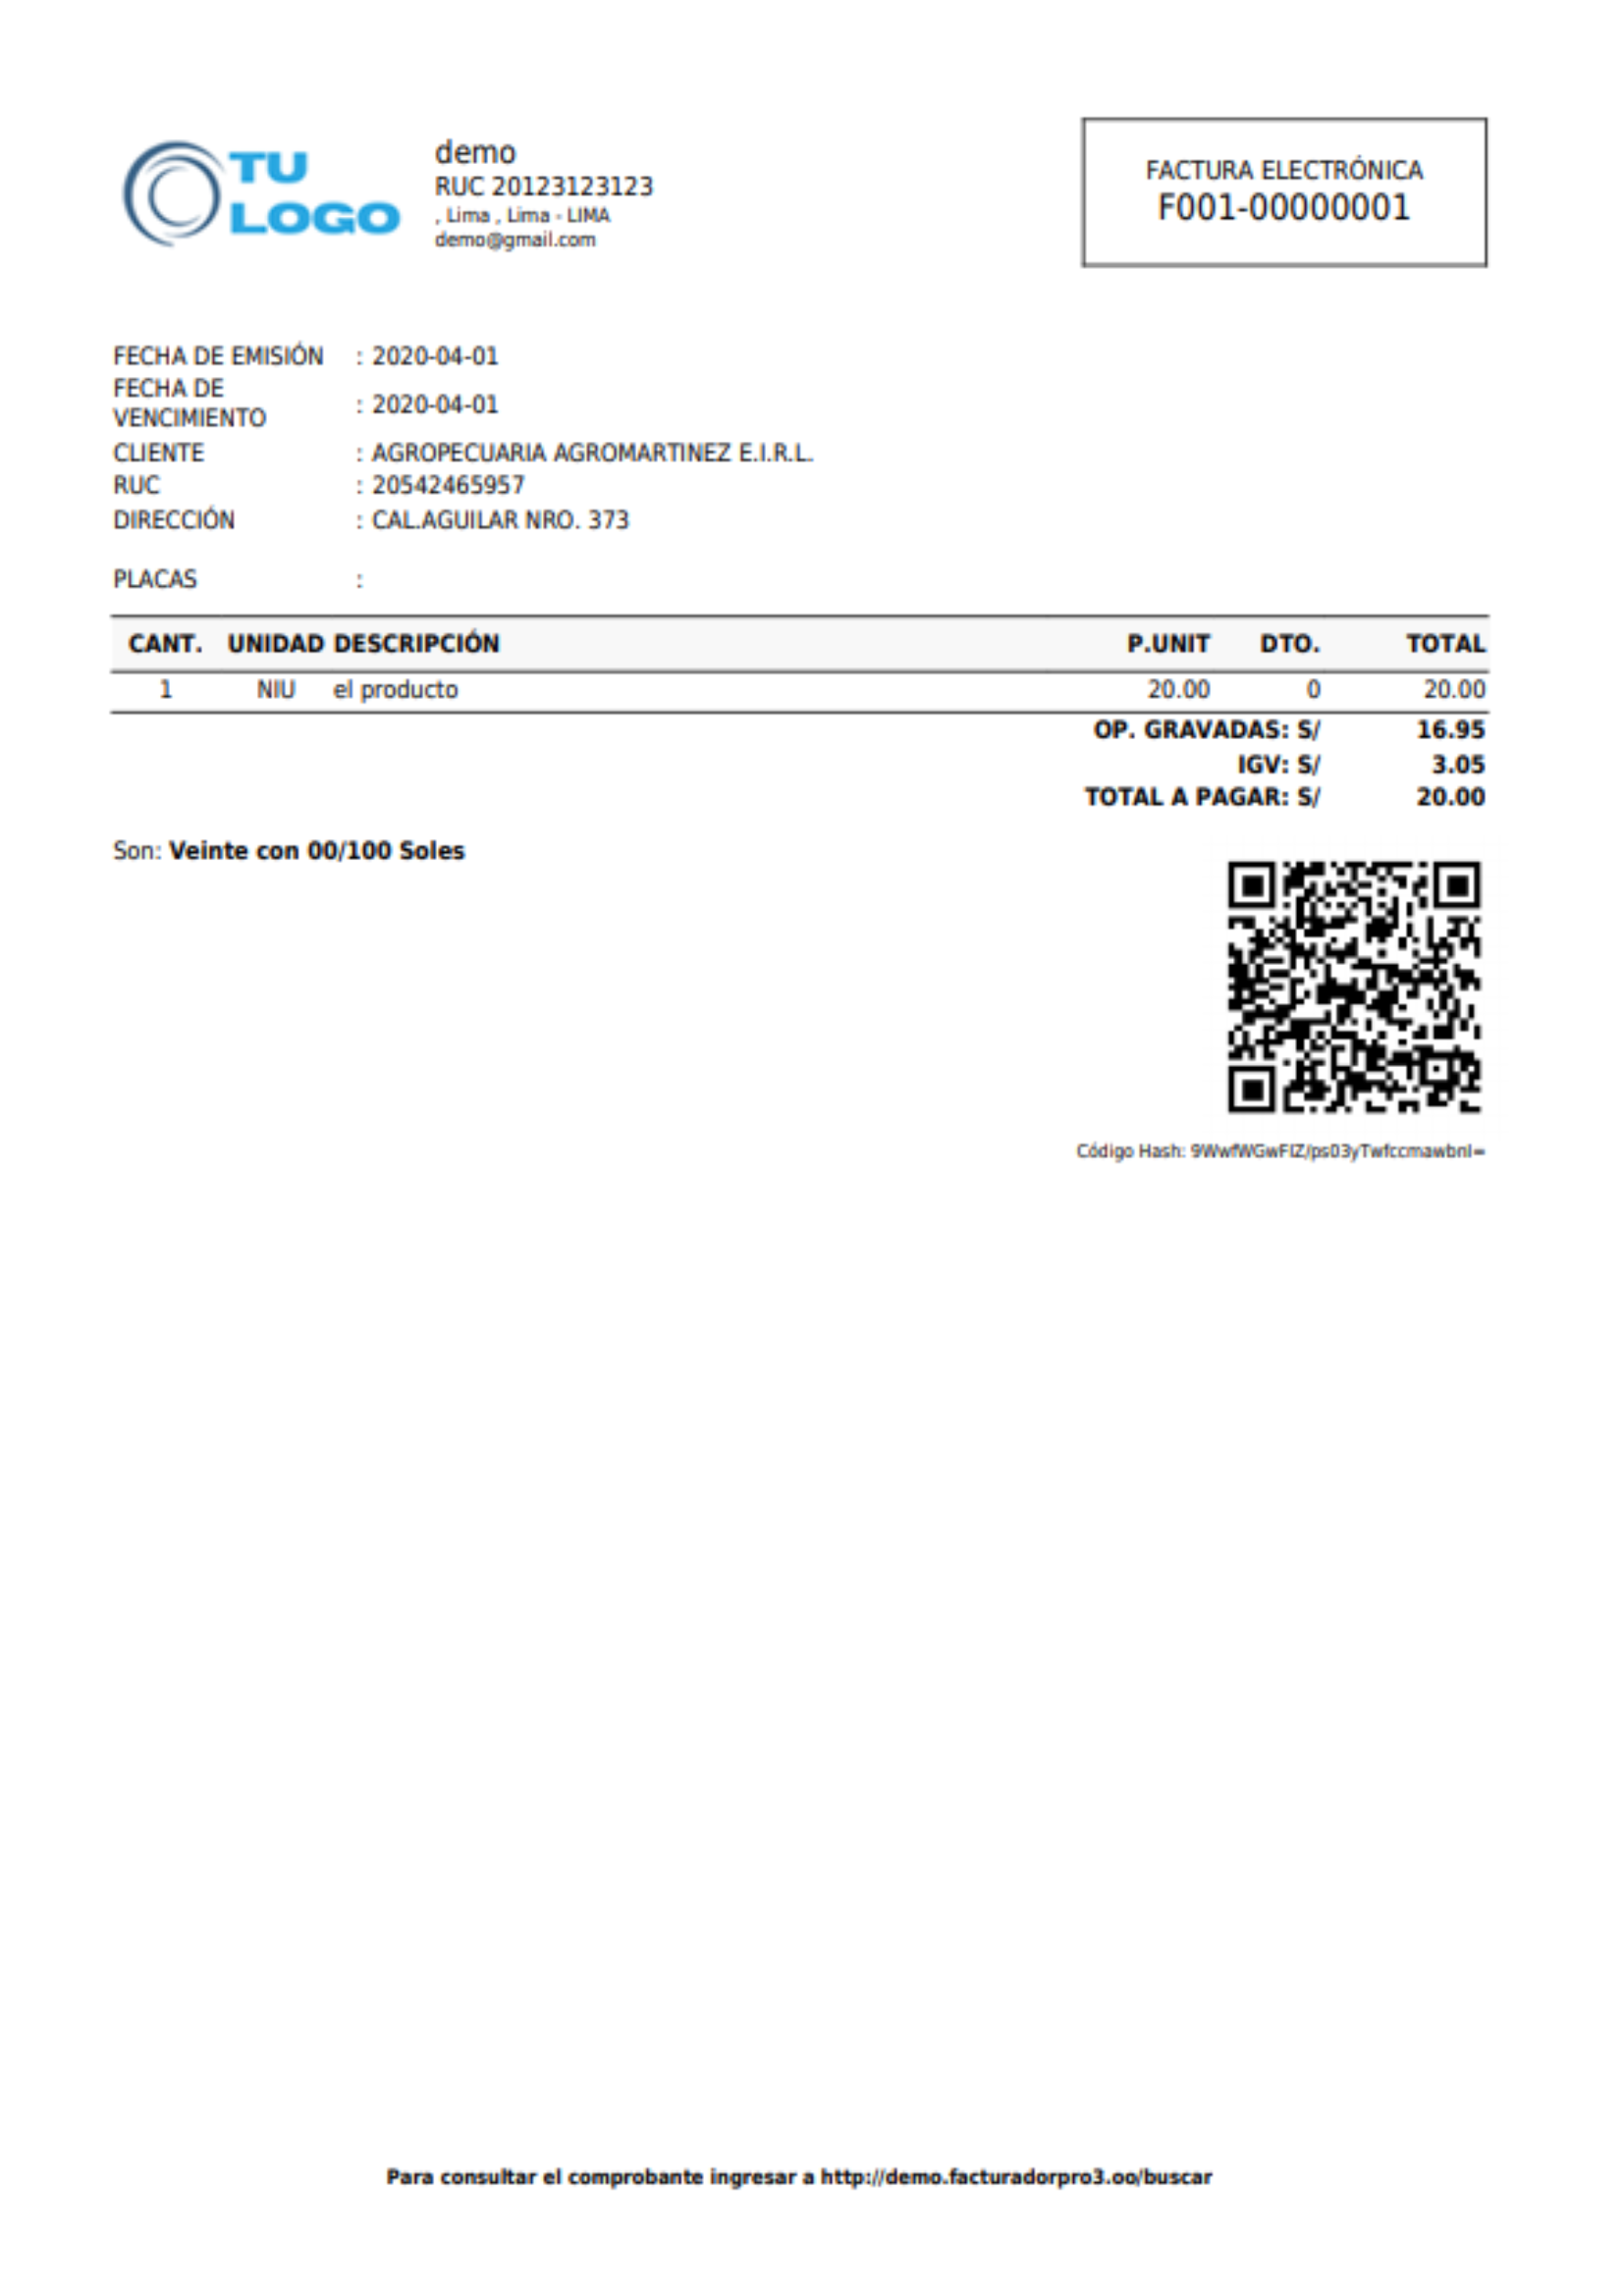 TU
LOGO
demo
RUC 20123123123
, Lima , Lima - LIMA
demo@gmail.com
FACTURA ELECTRÓNICA
F001-00000001
FECHA DE EMISIÓN : 2020-04-01
FECHA DE
VENCIMIENTO : 2020-04-01
CLIENTE : AGROPECUARIA AGROMARTINEZ E.I.R.L.
RUC : 20542465957
DIRECCIÓN : CAL.AGUILAR NRO. 373
PLACAS :
CANT. UNIDAD DESCRIPCIÓN P.UNIT DTO. TOTAL
1 NIU el producto 20.00 0 20.00
OP. GRAVADAS: S/ 16.95
IGV: S/ 3.05
TOTAL A PAGAR: S/ 20.00
Son: Veinte con 00/100 Soles
Código Hash:
Para consultar el comprobante ingresar a http://demo.facturadorpro3.oo/buscar